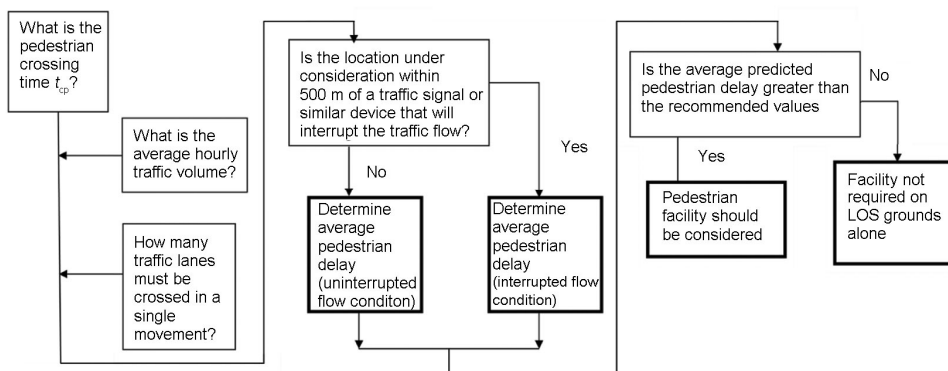 What is the
pedestrian
crossing
time tcp?
What is the
average hourly
traffic volume?
How many
traffic lanes
must be
crossed in a
single
movement?
Is the location under
consideration within
500 m of a traffic signal or
similar device that will
interrupt the traffic flow?
No
Yes
Determine
average
pedestrian
delay
(uninterrupted
flow conditon)
Determine
average
pedestrian
delay
(interrupted flow
condition)
Is the average predicted
pedestrian delay greater than
the recommended values
No
Yes
Pedestrian
facility should
be considered
Facility not
required on
LOS grounds
alone